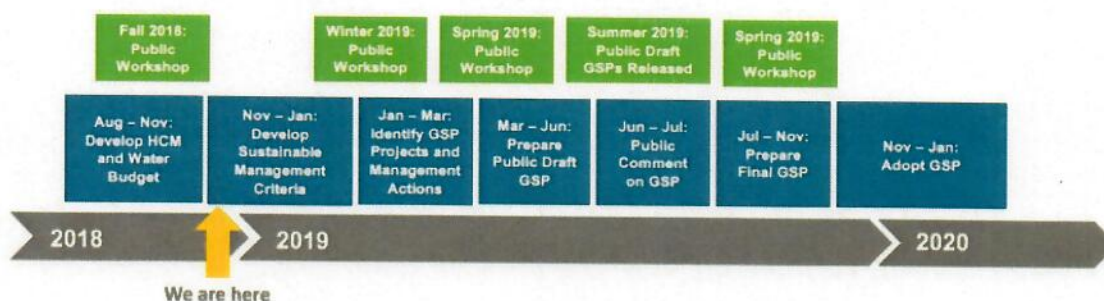 Fall 2018:
Public
Workshop
Winter 2019:
Public
Workshop
Spring 2019:
Public
Workshop
Summer 2019:
Public Draft
GSPs Released
Spring 2019:
Public
Workshop
Aug – Nov:
Develop HCM
and Water
Budget
Nov – Jan:
Develop
Sustainable
Management
Criteria
Jan – Mar:
Identify GSP
Projects and
Management
Actions
Mar – Jun:
Prepare
Public Draft
GSP
Jun – Jul:
Public
Comment
on GSP
Jul – Nov:
Prepare
Final GSP
Nov – Jan:
Adopt GSP
2018
2019
2020
We are here